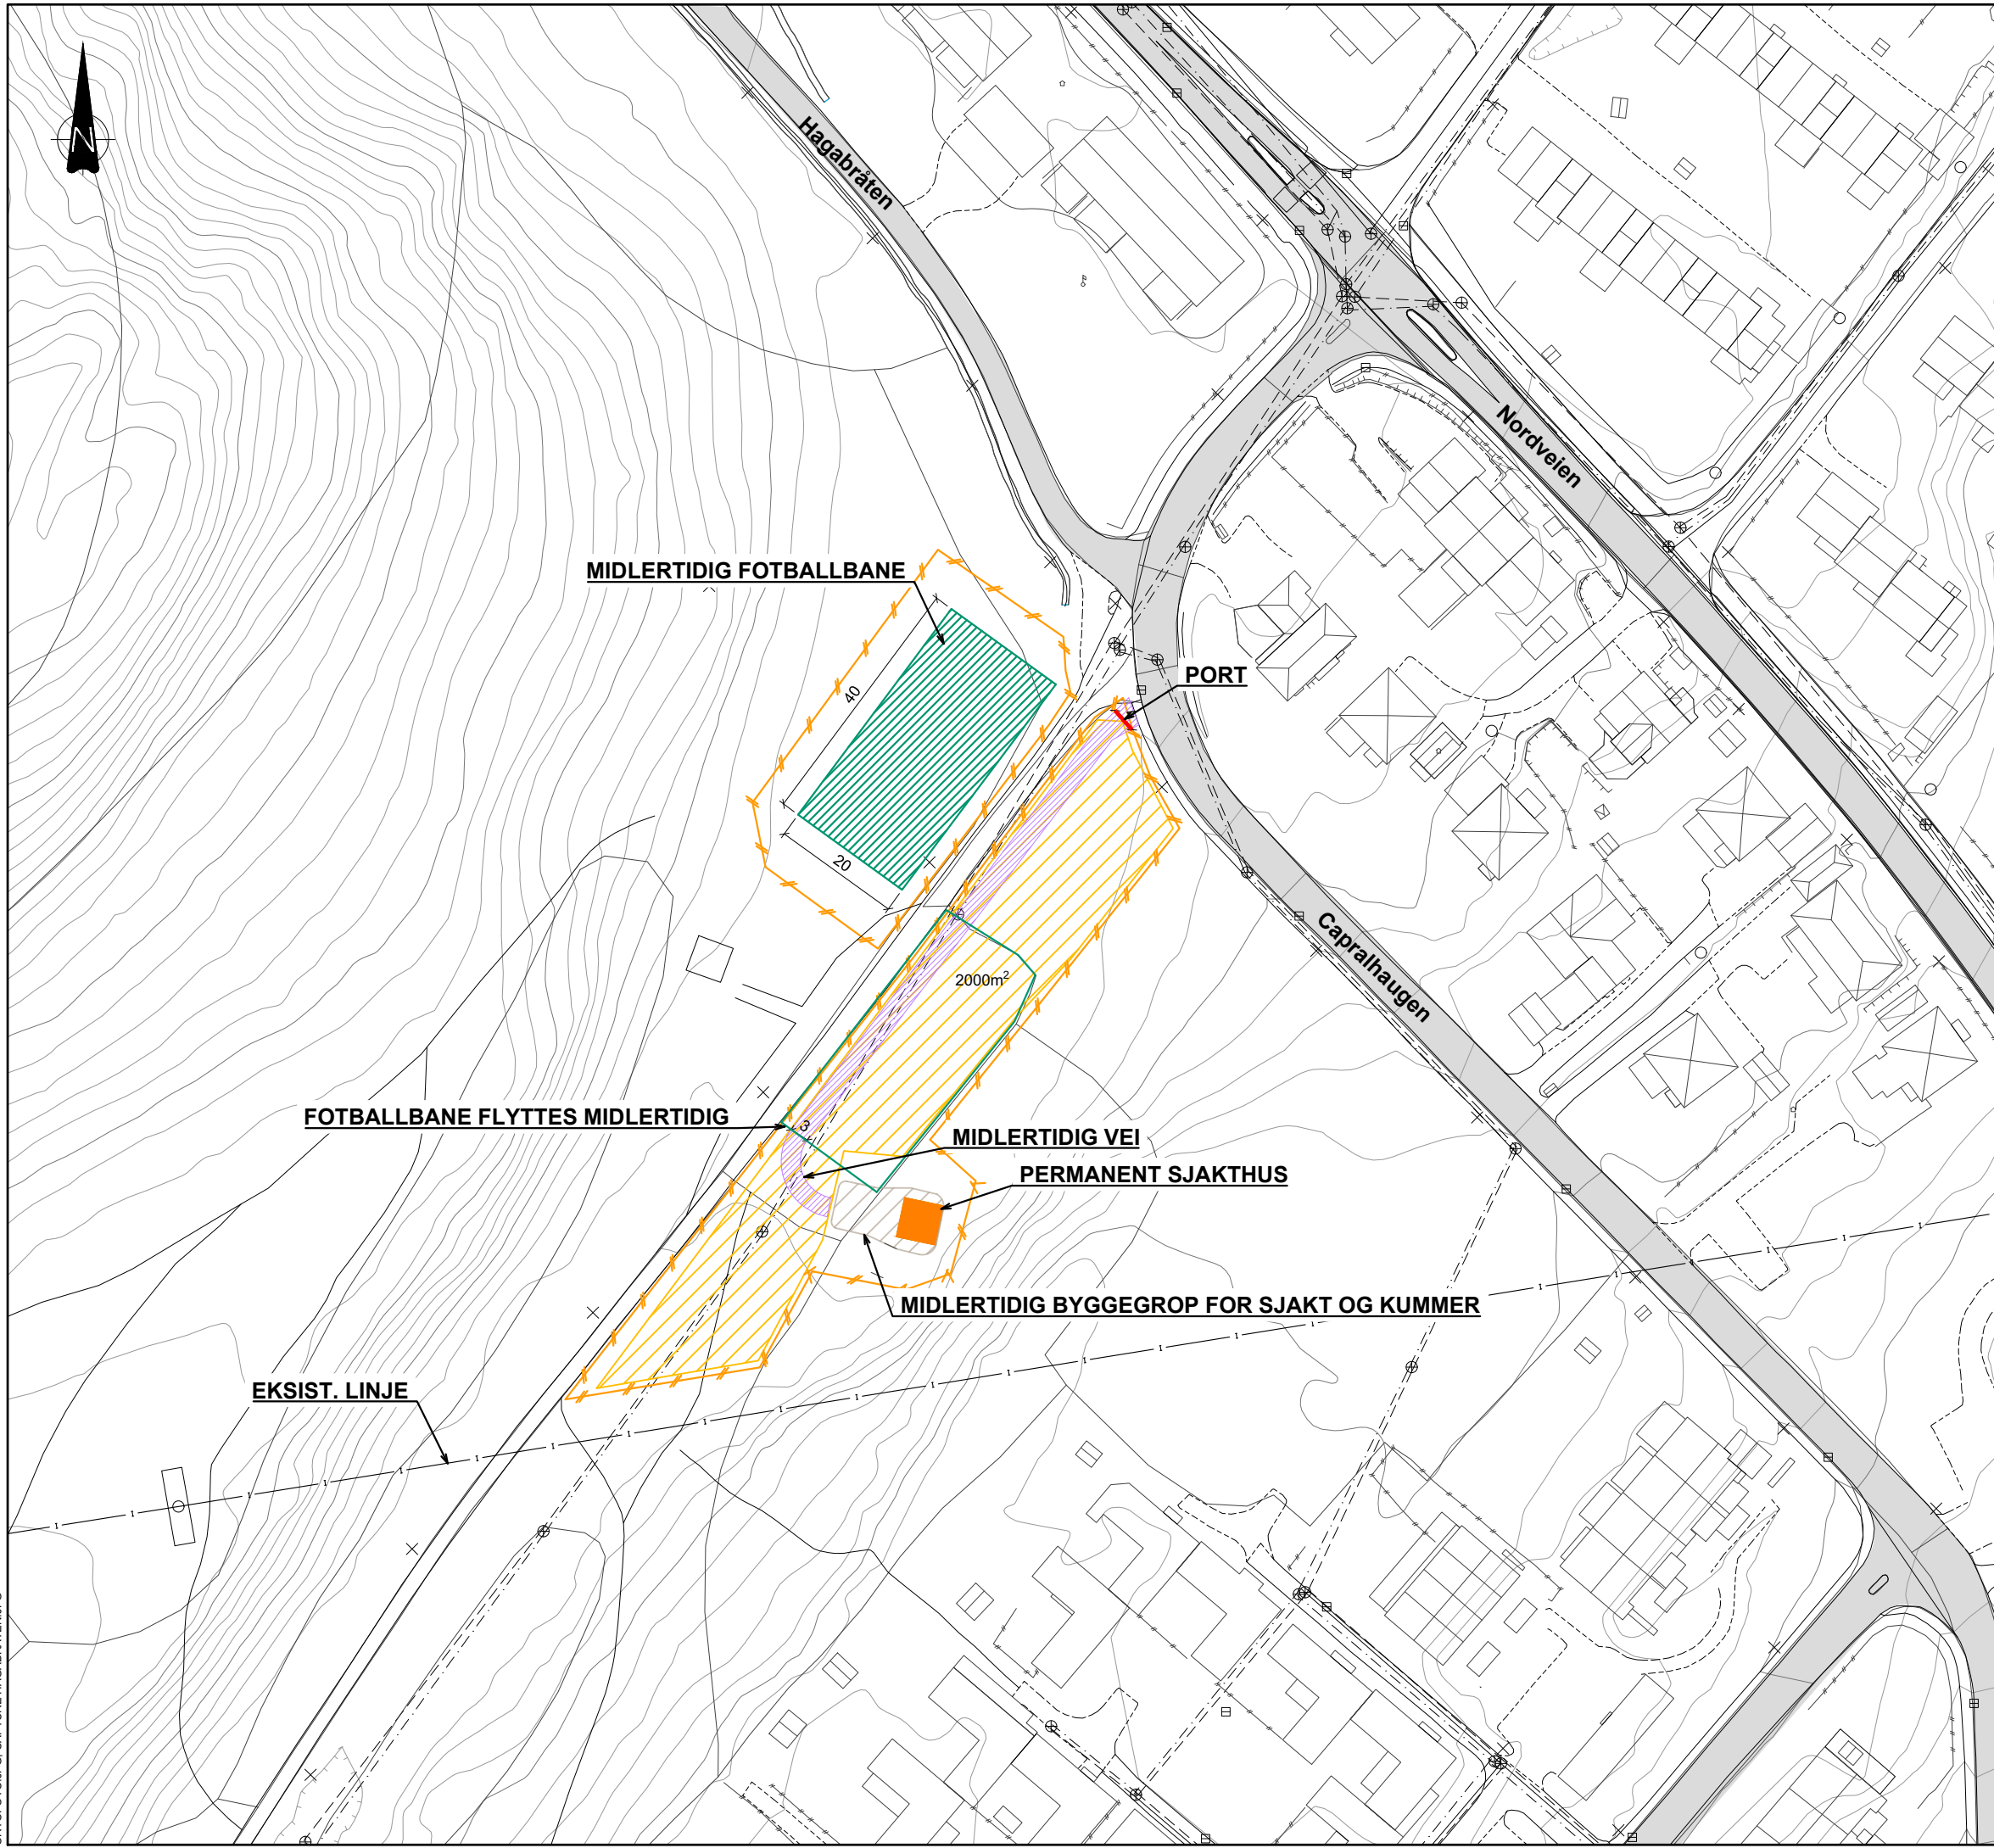 N
Hagabråten
Nordveien
MIDLERTIDIG FOTBALLBANE
40
PORT
20
Capralhaugen
2000m²
FOTBALLBANE FLYTTES MIDLERTIDIG
3
MIDLERTIDIG VEI
PERMANENT SJAKTHUS
MIDLERTIDIG BYGGEGROP FOR SJAKT OG KUMMER
EKSIST. LINJE